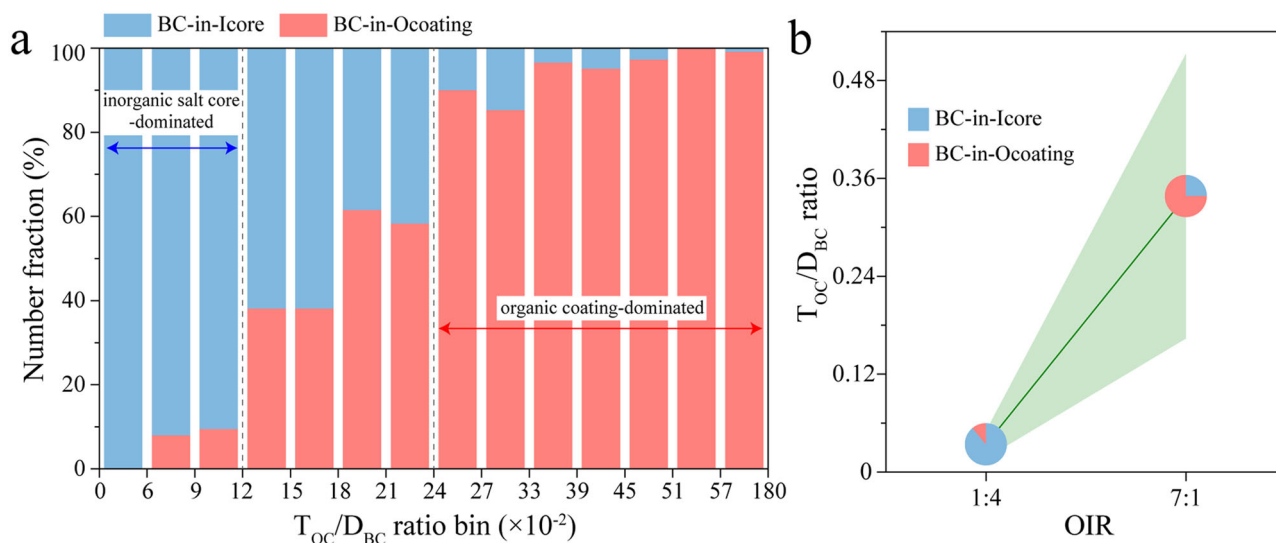 a
BC-in-Icore
BC-in-Ocoating
Number fraction (%)
100
80
60
40
20
0
inorganic salt core
-dominated
organic coating-dominated
0 6 9 12 15 18 21 24 27 33 39 45 51 57 180
T_OC/D_BC ratio bin (×10⁻²)
b
BC-in-Icore
BC-in-Ocoating
T_OC/D_BC ratio
0.48
0.36
0.24
0.12
0
1:4 7:1
OIR